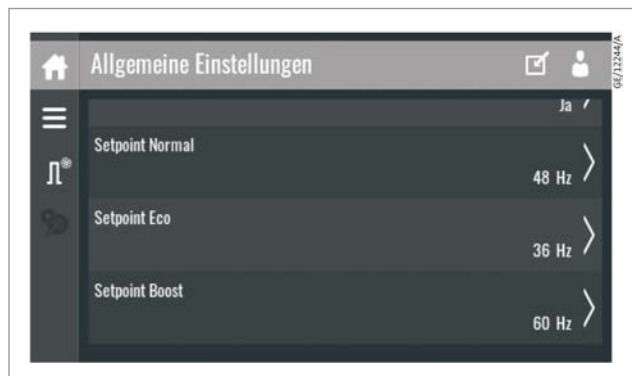 Allgemeine Einstellungen
Ja
Setpoint Normal
48 Hz
Setpoint Eco
36 Hz
Setpoint Boost
60 Hz
GE/12244/A